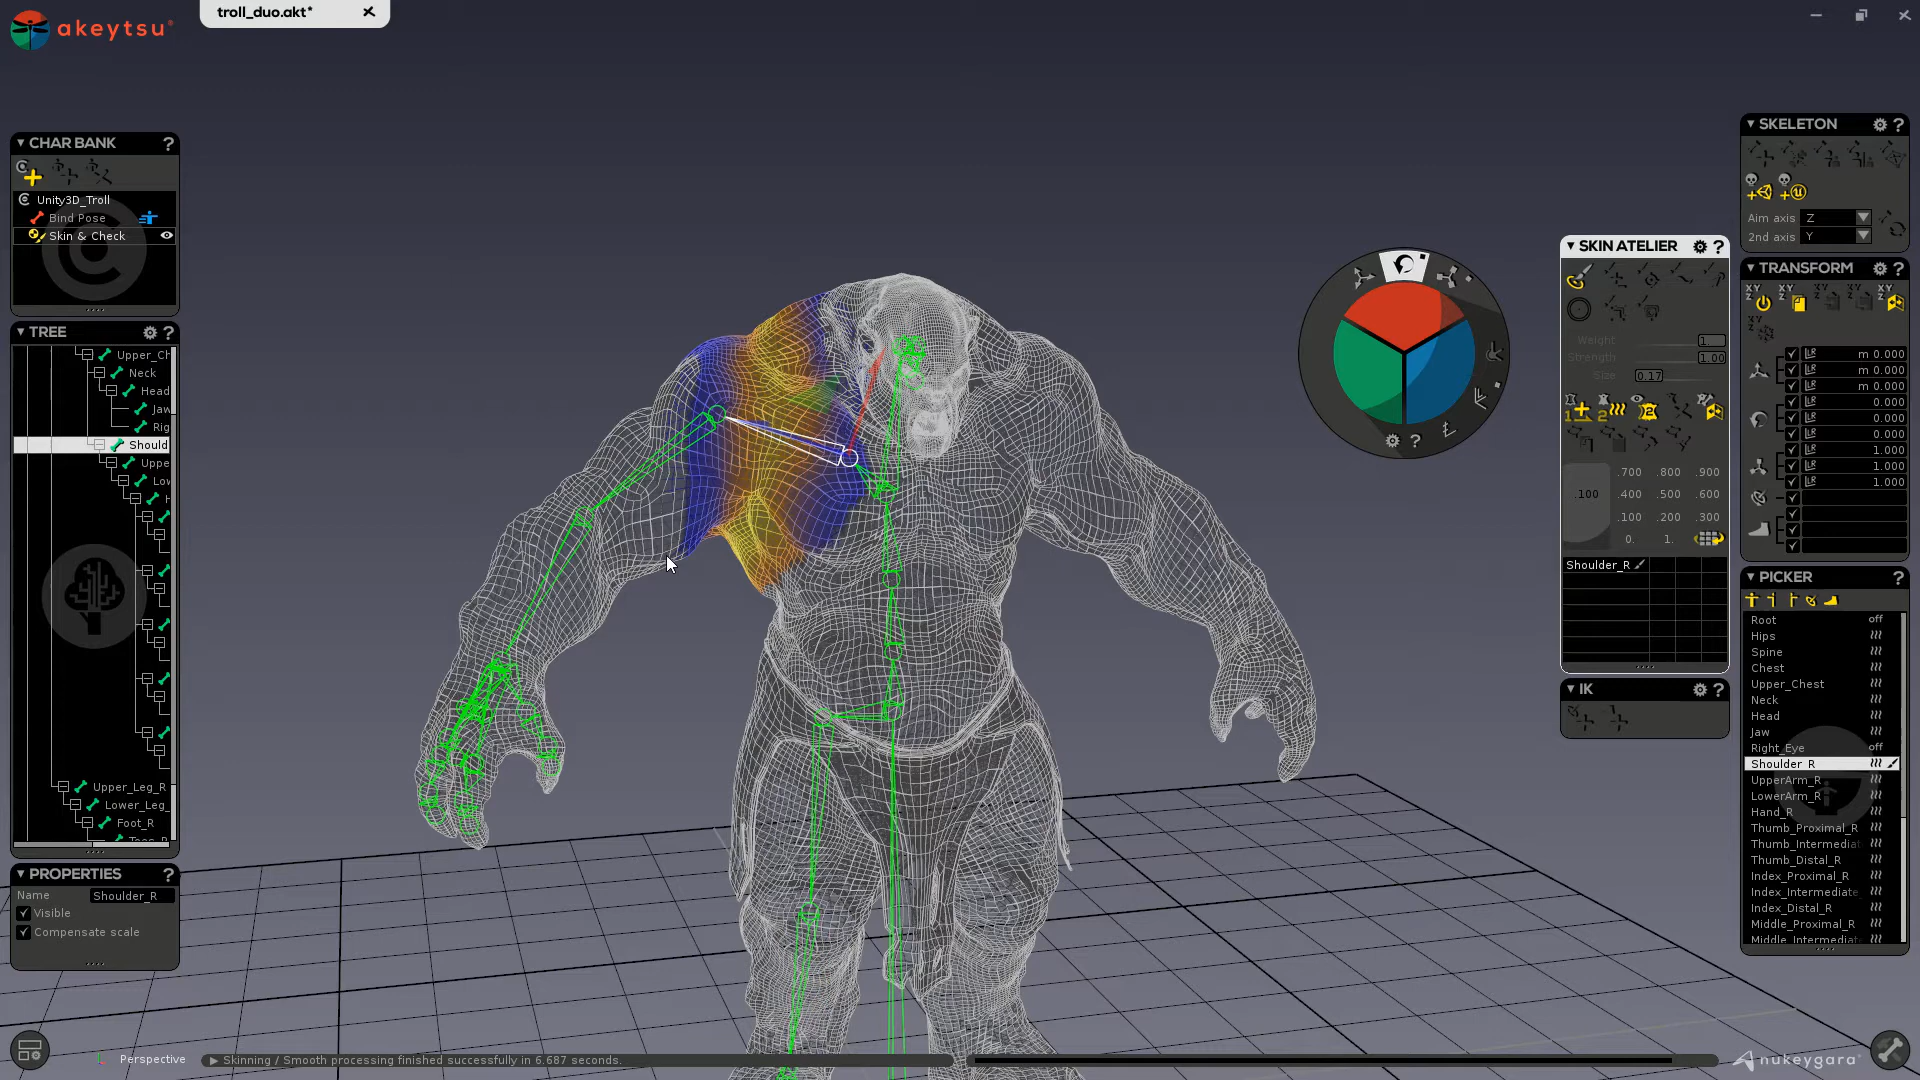 akeytsu
troll_duo.akt*
CHAR BANK
?
Unity3D_Troll
Bind Pose
Skin & Check
TREE
?
Upper_Ch
Neck
Head
Jaw
Rig
Should
Uppe
Lov
H
Upper_Leg_R
Lower_Leg_
Foot_R
PROPERTIES
?
Name Shoulder_R
Visible
Compensate scale
Perspective
Skinning / Smooth processing finished successfully in 6.687 seconds.
?
SKIN ATELIER
?
Weight 1.
Strength 1.00
Size 0.17
.700 .800 .900
.100 .400 .500 .600
.100 .200 .300
0. 1.
Shoulder_R
IK
?
SKELETON
?
Aim axis Z
2nd axis Y
TRANSFORM
?
m 0.000
m 0.000
m 0.000
0.000
0.000
0.000
1.000
1.000
1.000
PICKER
?
Root off
Hips
Spine
Chest
Upper_Chest
Neck
Head
Jaw
Right_Eye off
Shoulder_R
UpperArm_R
LowerArm_R
Hand_R
Thumb_Proximal_R
Thumb_Intermediat
Thumb_Distal_R
Index_Proximal_R
Index_Intermediate
Index_Distal_R
Middle_Proximal_R
Middle_Intermediat
nukeygara